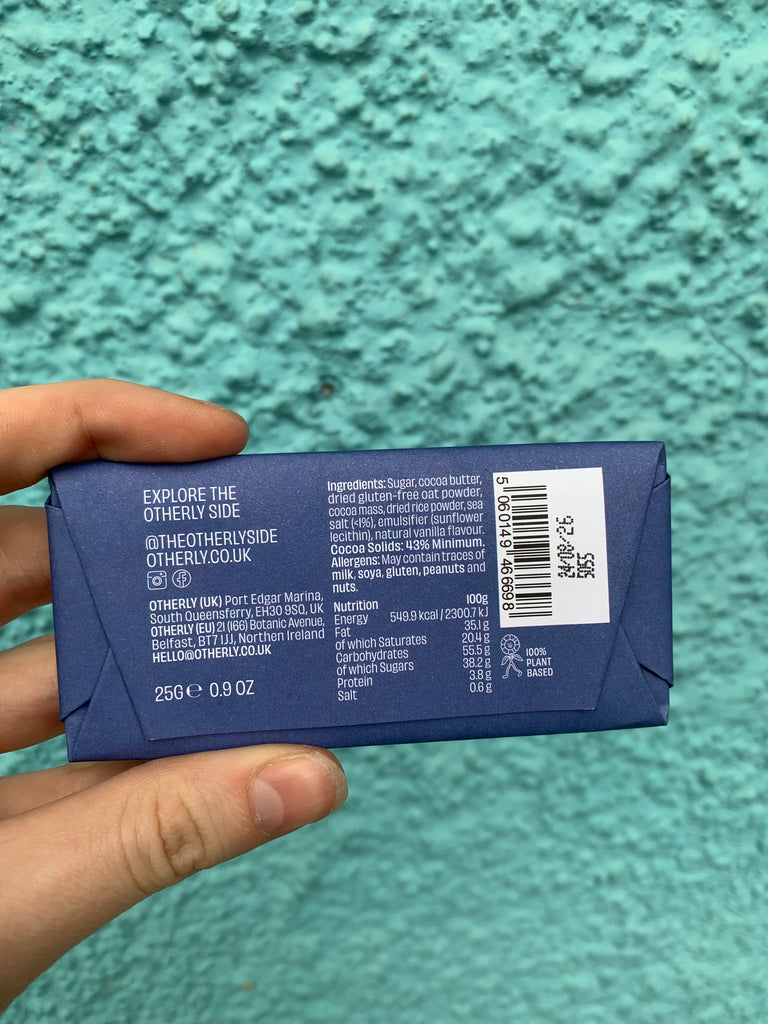 EXPLORE THE
OTHERLY SIDE
@THEOTHERLYSIDE
OTHERLY.CO.UK
OTHERLY (UK) Port Edgar Marina,
South Queensferry, EH30 9SQ, UK
OTHERLY (EU) 21 (166) Botanic Avenue,
Belfast, BT7 1JJ, Northen Ireland
HELLO@OTHERLY.CO.UK
25G e 0.9 OZ
Ingredients: Sugar, cocoa butter,
dried gluten-free oat powder,
cocoa mass, dried rice powder, sea
salt (<1%), emulsifier (sunflower
lecithin), natural vanilla flavour.
Cocoa Solids: 43% Minimum.
Allergens: May contain traces of
milk, soya, gluten, peanuts and
nuts.
Nutrition 100g
Energy 549.9 kcal / 2300.7 kJ
Fat 35.1 g
of which Saturates 20.4 g
Carbohydrates 55.5 g
of which Sugars 38.2 g
Protein 3.8 g
Salt 0.6 g
5 060149 466698
24/08/26
100%
PLANT
BASED